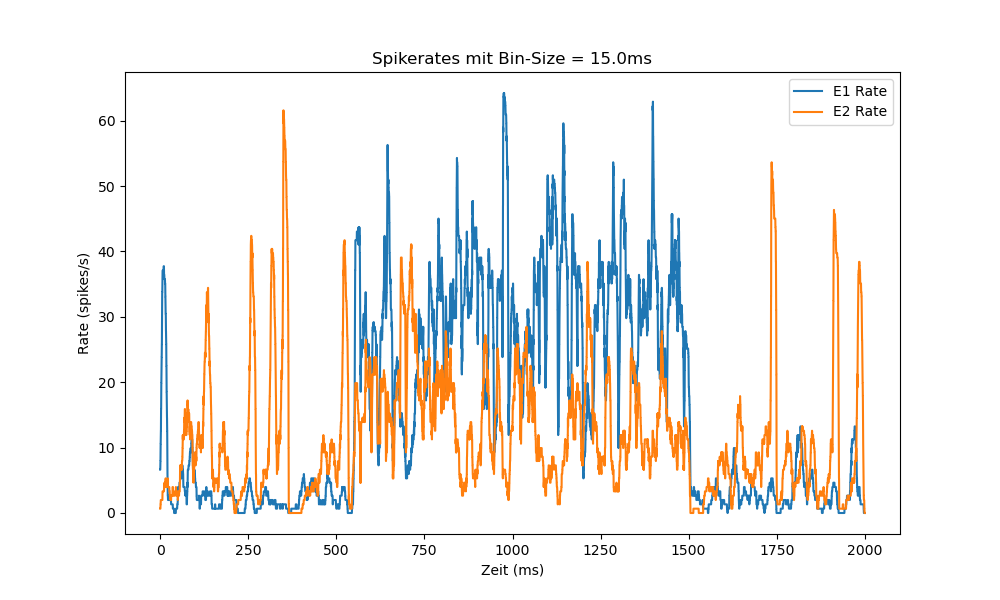 Spikerates mit Bin-Size = 15.0ms
E1 Rate
E2 Rate
60
50
40
30
20
10
0
Rate (spikes/s)
0 250 500 750 1000 1250 1500 1750 2000
Zeit (ms)